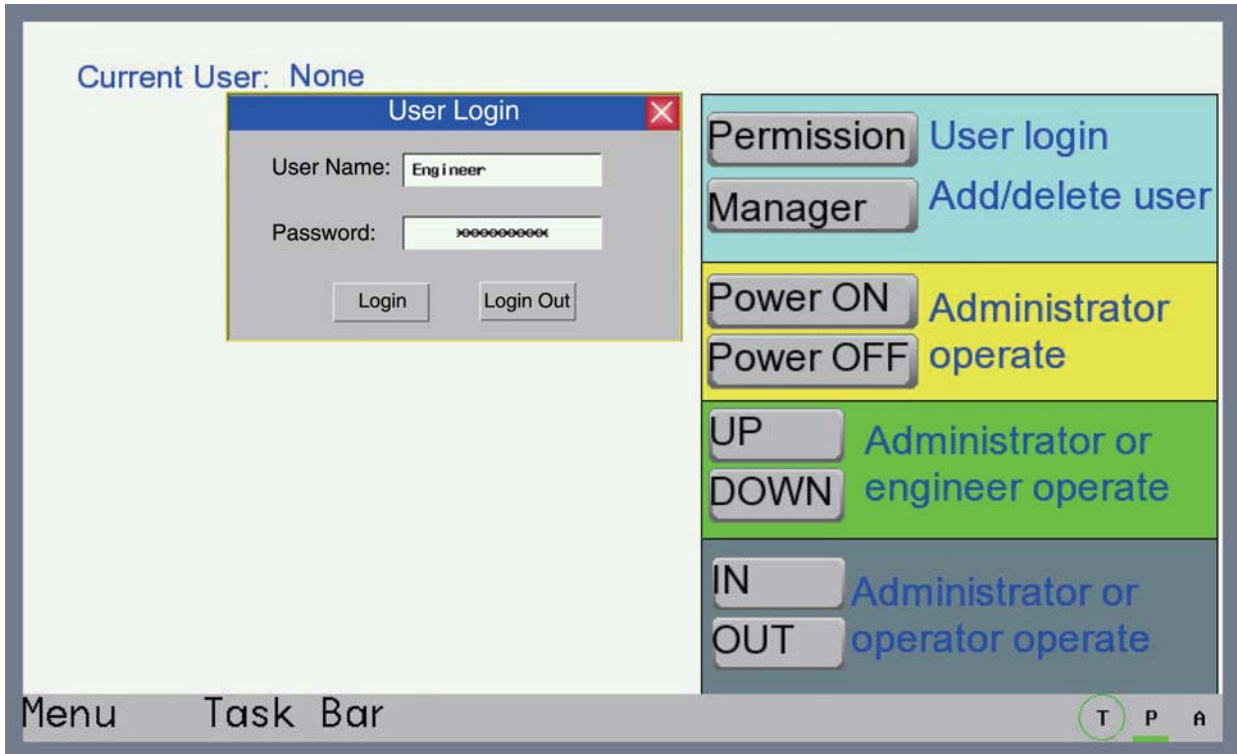 Current User: None
User Login
User Name: Engineer
Password: **********
Login
Login Out
Permission
User login
Manager
Add/delete user
Power ON
Power OFF
Administrator
operate
UP
DOWN
Administrator or
engineer operate
IN
OUT
Administrator or
operator operate
Menu
Task Bar
T P A